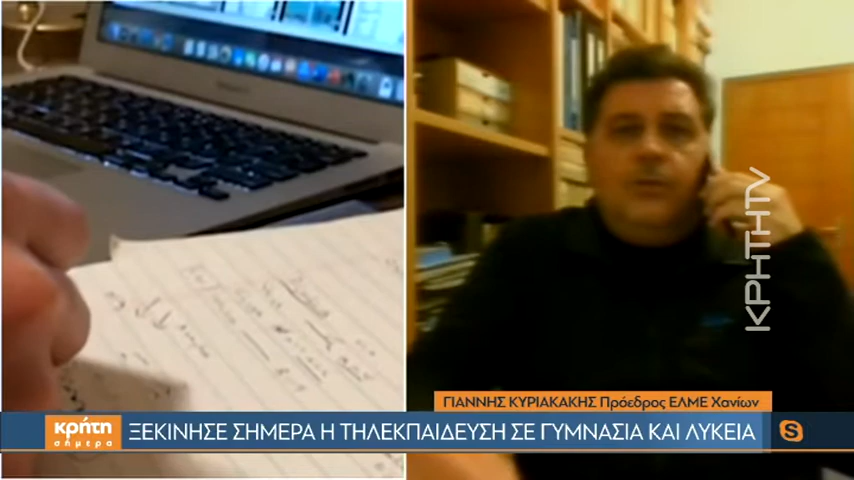 ΚΡΗΤΗTV
ΓΙΑΝΝΗΣ ΚΥΡΙΑΚΑΚΗΣ Πρόεδρος ΕΛΜΕ Χανίων
κρήτη
σήμερα
ΞΕΚΙΝΗΣΕ ΣΗΜΕΡΑ Η ΤΗΛΕΚΠΑΙΔΕΥΣΗ ΣΕ ΓΥΜΝΑΣΙΑ ΚΑΙ ΛΥΚΕΙΑ